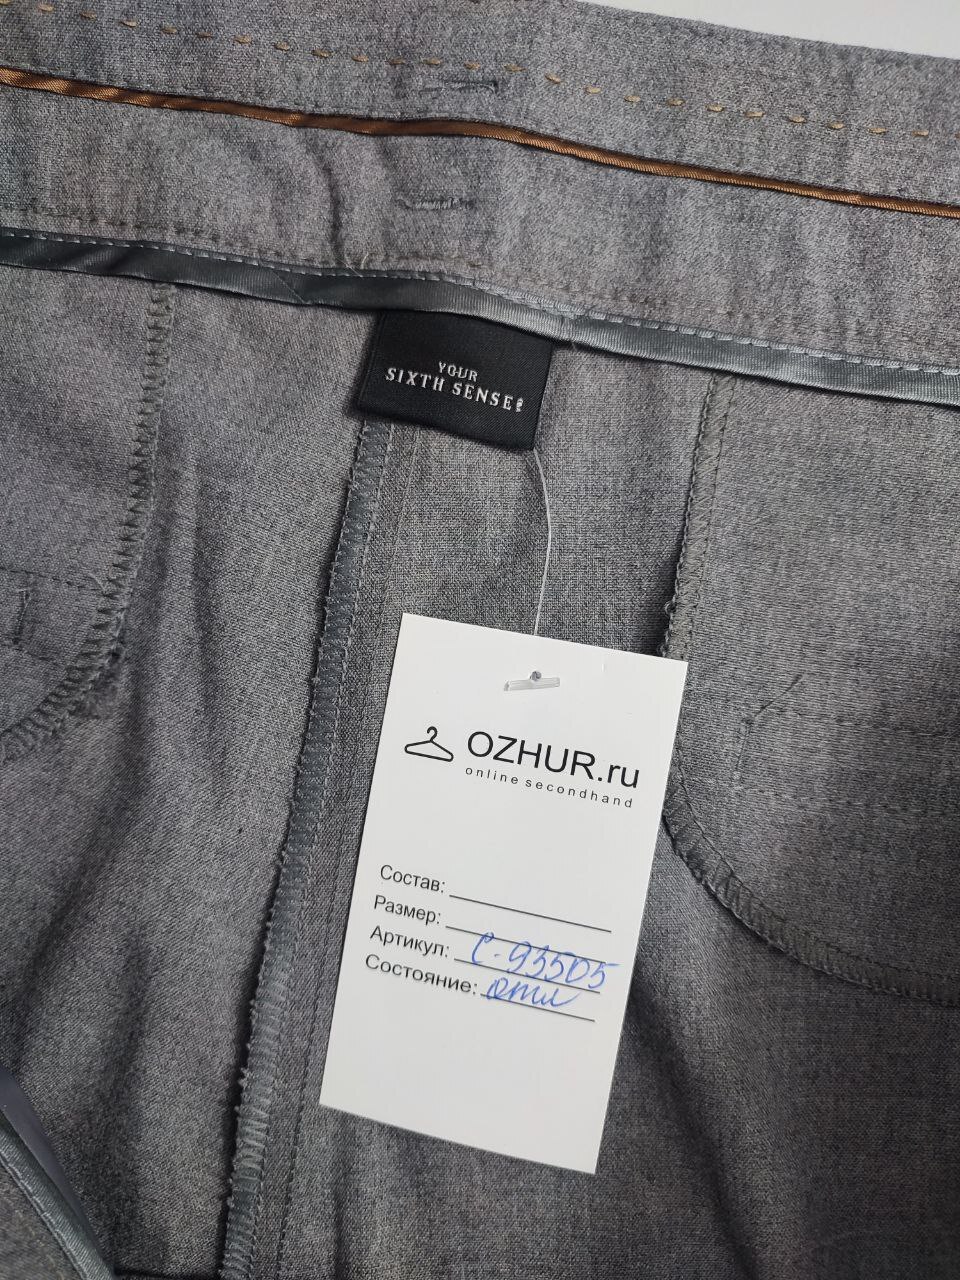 YOUR
SIXTH SENSE
OZHUR.ru
online secondhand
Состав:
Размер:
Артикул: С-93505
Состояние: отл